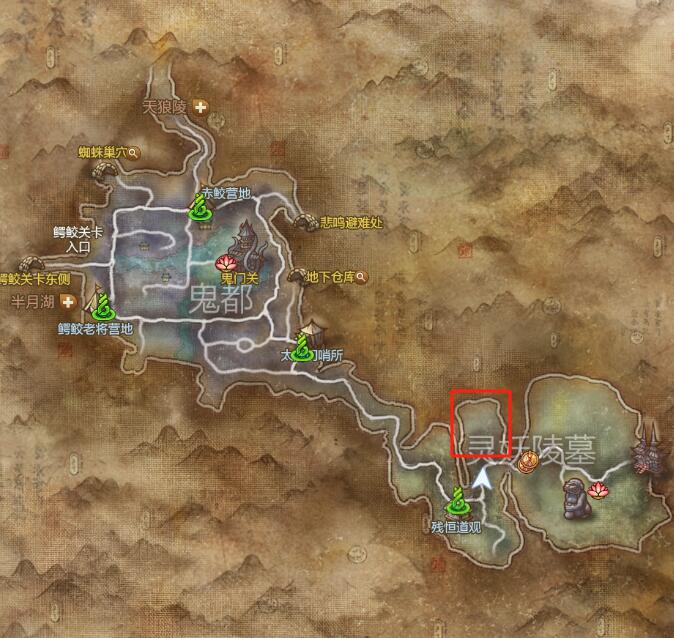 天狼陵
蜘蛛巢穴
赤鲛营地
悲鸣避难处
鳄鲛关卡
入口
鳄鲛关卡东侧
鬼门关
地下仓库
半月湖
鬼都
鳄鲛老将营地
哨所
灵妖陵墓
残恒道观